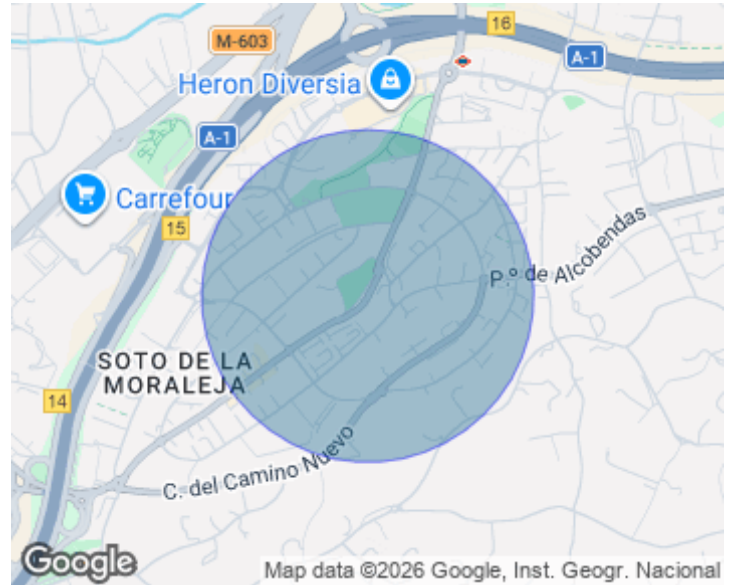 M-603
16
A-1
Heron Diversia
A-1
Carrefour
15
P.º de Alcobendas
SOTO DE LA
MORALEJA
14
C. del Camino Nuevo
Google
Map data ©2026 Google, Inst. Geogr. Nacional